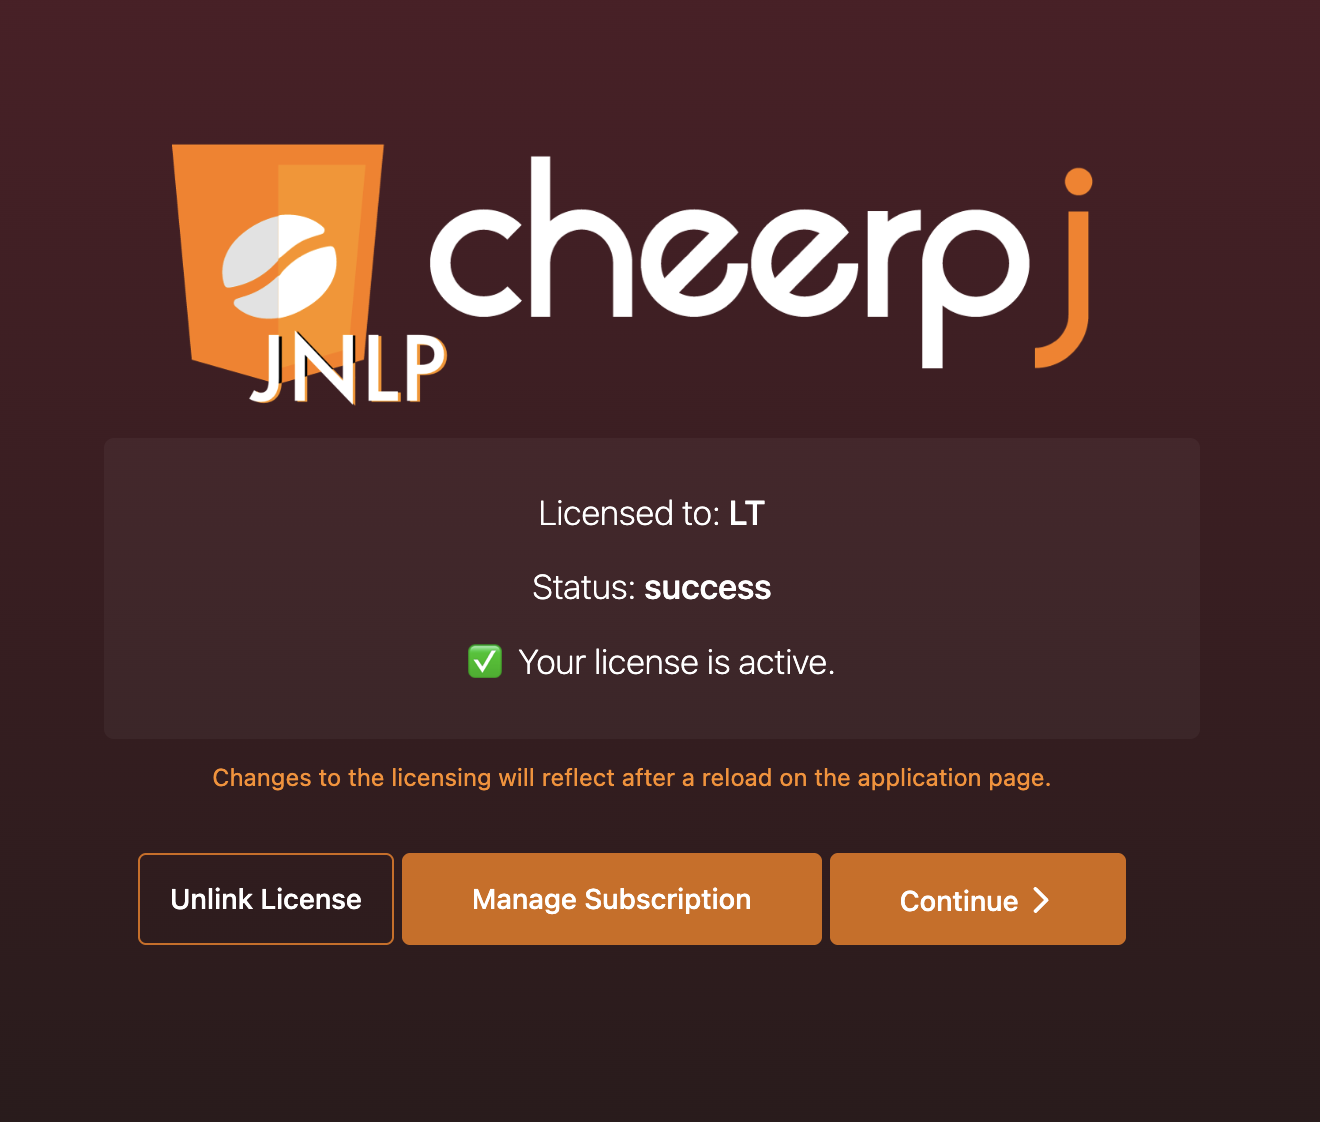 cheerpj
JNLP
Licensed to: LT
Status: success
✅ Your license is active.
Changes to the licensing will reflect after a reload on the application page.
Unlink License
Manage Subscription
Continue